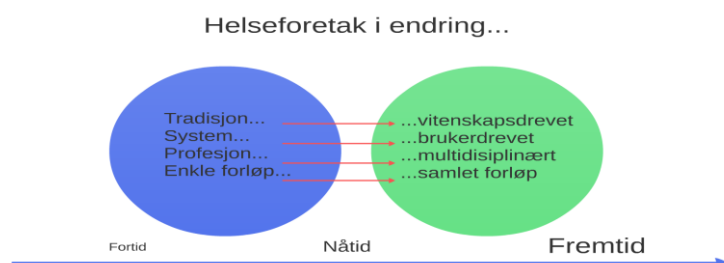 Helseforetak i endring...
Tradisjon...
System...
Profesjon...
Enkle forløp...
...vitenskapsdrevet
...brukerdrevet
...multidisiplinært
...samlet forløp
Fortid
Nåtid
Fremtid